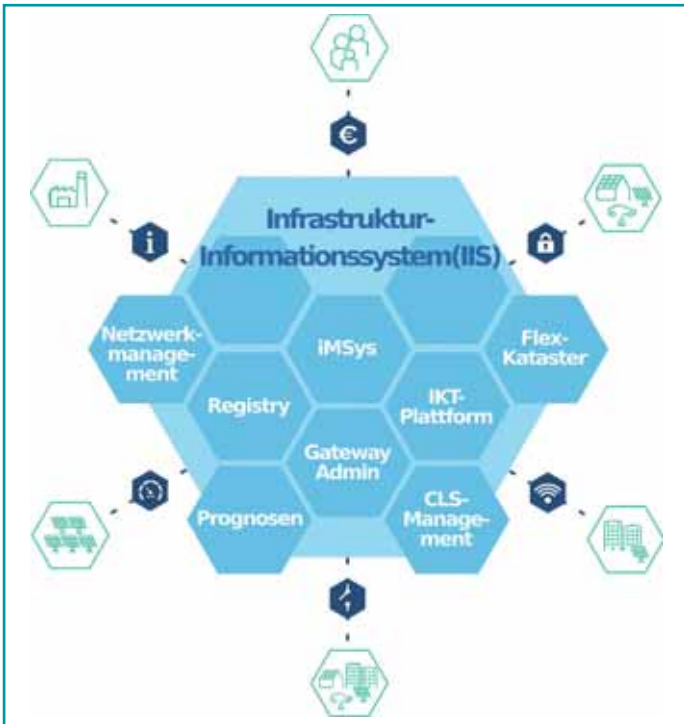 €
Infrastruktur-
Informationssystem(IIS)
i
Netzwerk-
manage-
ment
iMSys
Flex-
Kataster
Registry
IKT-
Plattform
Gateway
Admin
Prognosen
CLS-
Manage-
ment